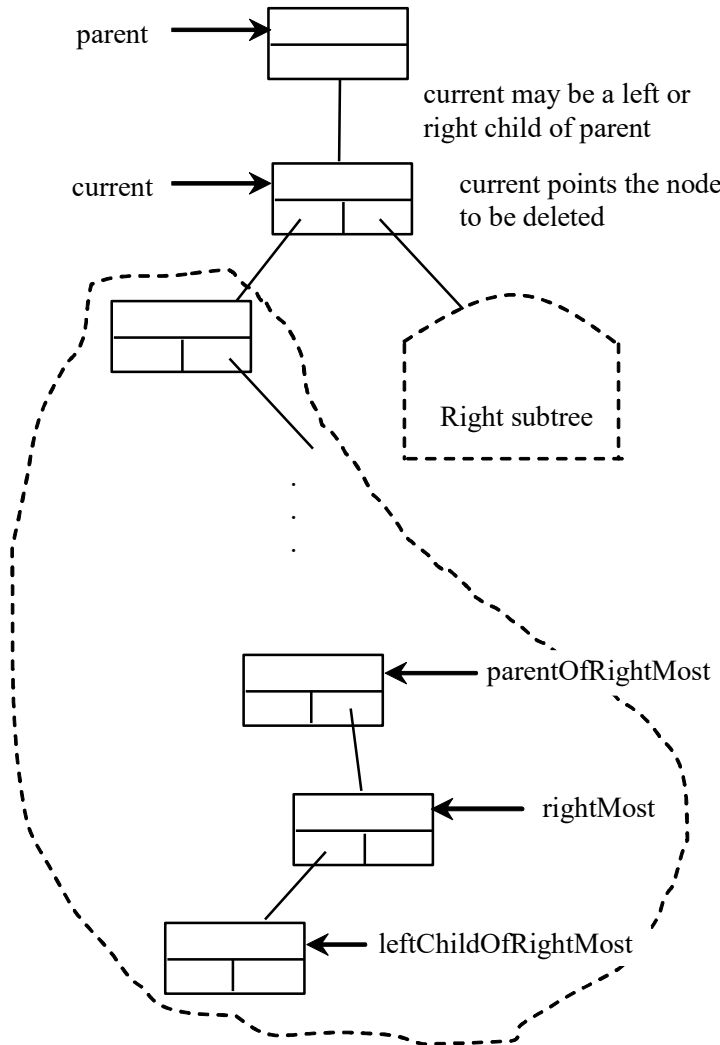 parent
current may be a left or
right child of parent
current
current points the node
to be deleted
Right subtree
.
.
.
parentOfRightMost
rightMost
leftChildOfRightMost